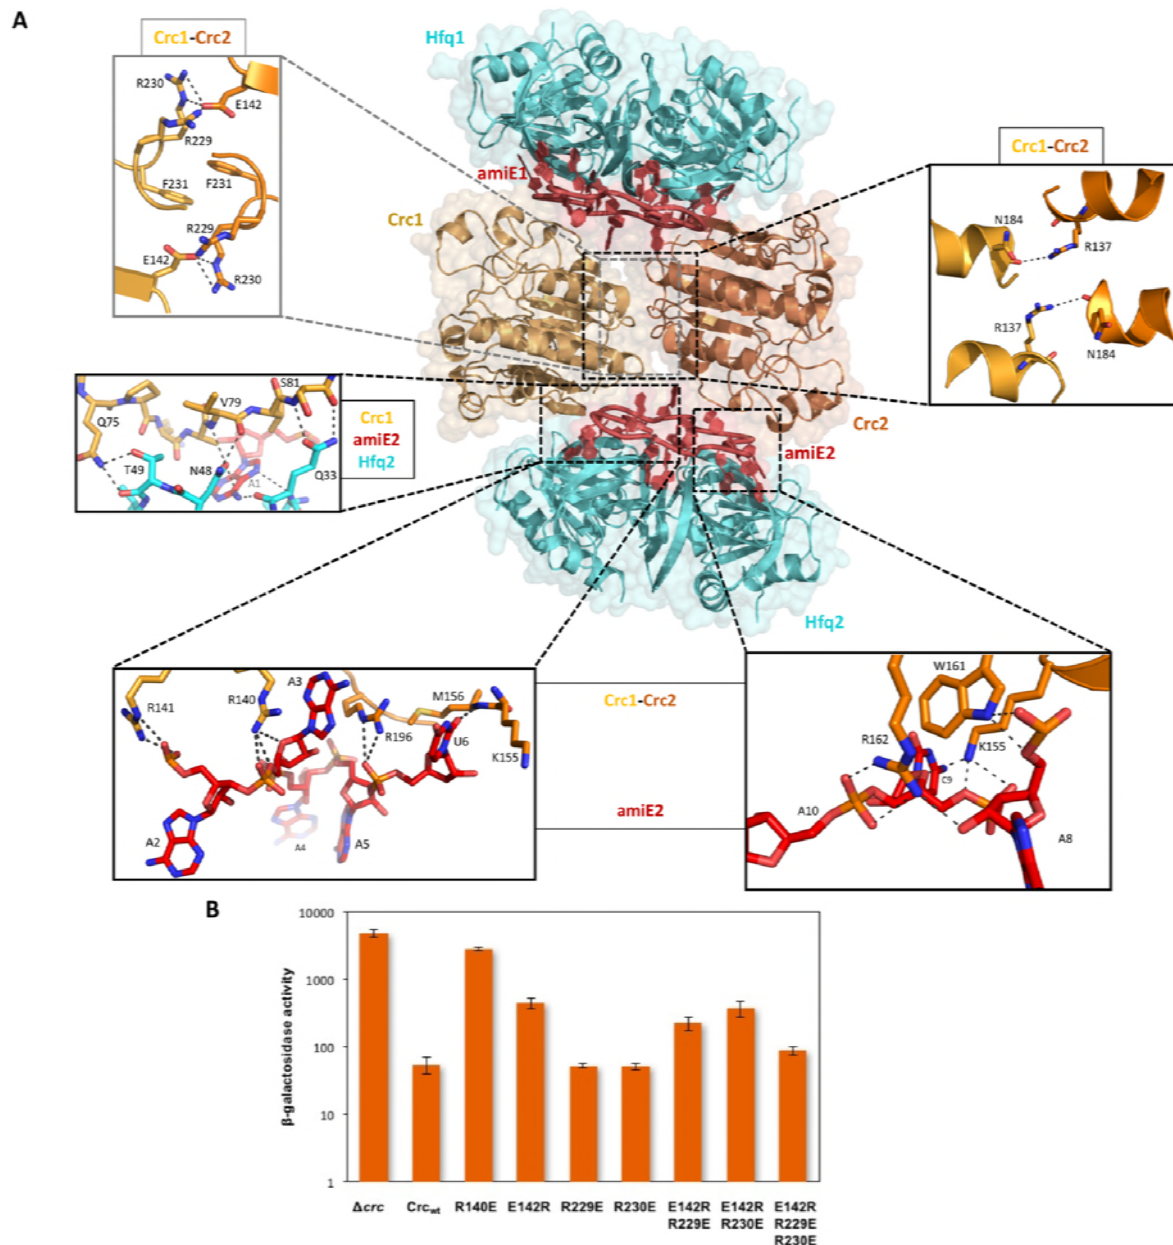 A
Crc1-Crc2
R230
E142
R229
F231
F231
R229
E142
R230
Hfq1
amiE1
Crc1
Crc2
amiE2
Hfq2
Crc1-Crc2
N184
R137
R137
N184
Q75
V79
S81
T49
N48
A1
Q33
Crc1
amiE2
Hfq2
R141
R140
A3
M156
R196
U6
K155
A2
A4
A5
Crc1-Crc2
amiE2
W161
R162
K155
C9
A10
A8
B
β-galactosidase activity
10000
1000
100
10
1
Δcrc Crcwt R140E E142R R229E R230E E142R E142R E142R
R229E R230E R229E
R230E